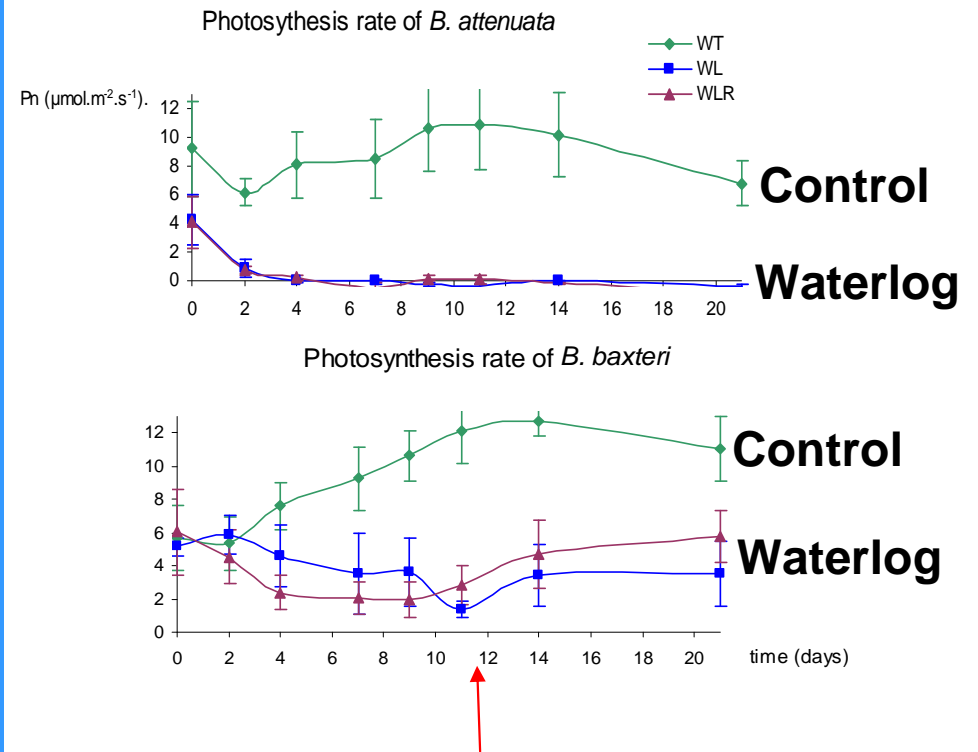 Photosythesis rate of B. attenuata
WT
WL
WLR
Pn (µmol.m-2.s-1).
12
10
8
6
4
2
0
0 2 4 6 8 10 12 14 16 18 20
Control
Waterlog
Photosynthesis rate of B. baxteri
12
10
8
6
4
2
0
0 2 4 6 8 10 12 14 16 18 20
time (days)
Control
Waterlog